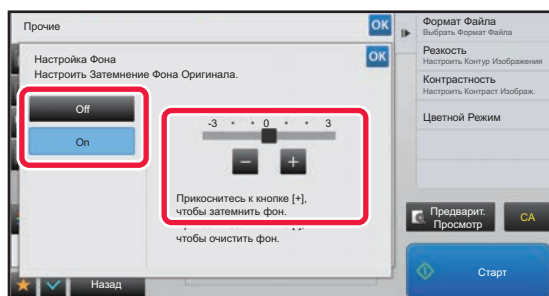 Прочие
OK
Настройка Фона
Настроить Затемнение Фона Оригинала.
OK
Off
On
-3 • • 0 • • 3
− +
Прикоснитесь к кнопке [+],
чтобы затемнить фон.
чтобы очистить фон.
Назад
Формат Файла
Выбрать Формат Файла
Резкость
Настроить Контур Изображения
Контрастность
Настроить Контраст Изображ.
Цветной Режим
Предварит.
Просмотр
CA
Старт